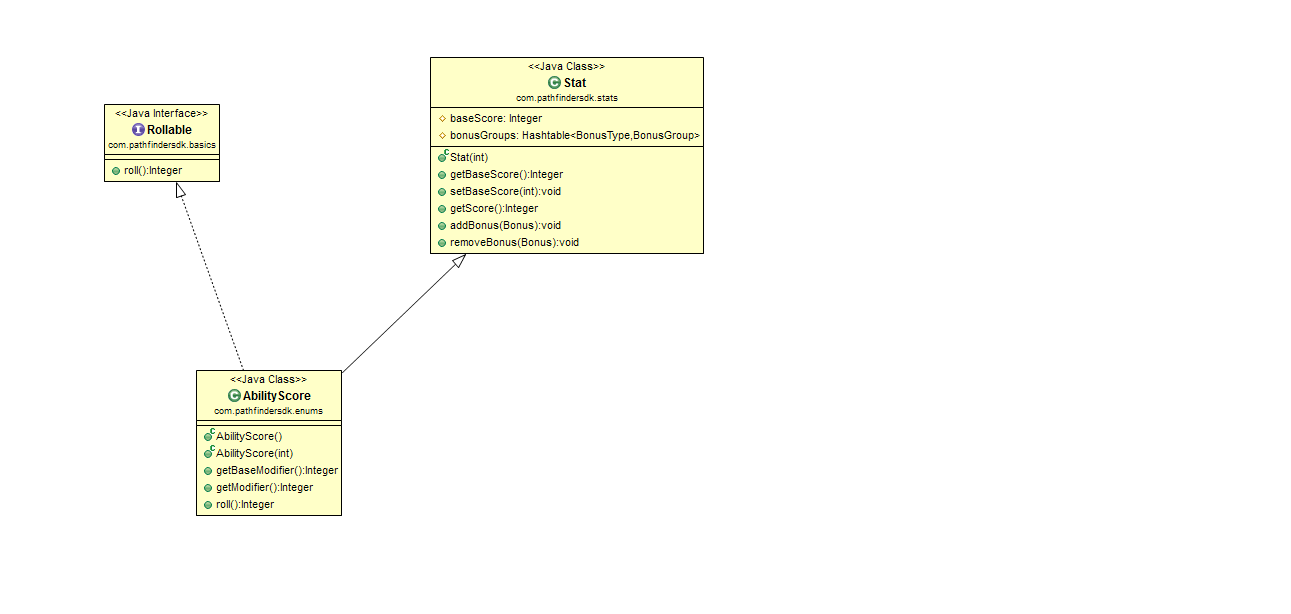 <<Java Interface>>
Rollable
com.pathfindersdk.basics
roll():Integer
<<Java Class>>
Stat
com.pathfindersdk.stats
baseScore: Integer
bonusGroups: Hashtable<BonusType,BonusGroup>
Stat(int)
getBaseScore():Integer
setBaseScore(int):void
getScore():Integer
addBonus(Bonus):void
removeBonus(Bonus):void
<<Java Class>>
AbilityScore
com.pathfindersdk.enums
AbilityScore()
AbilityScore(int)
getBaseModifier():Integer
getModifier():Integer
roll():Integer